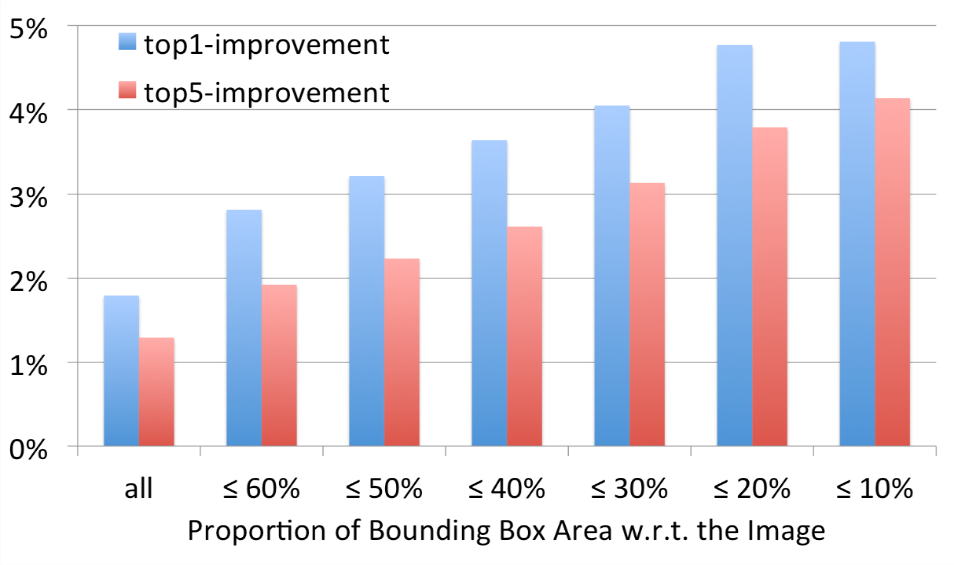 5%
top1-improvement
top5-improvement
4%
3%
2%
1%
0%
all ≤ 60% ≤ 50% ≤ 40% ≤ 30% ≤ 20% ≤ 10%
Proportion of Bounding Box Area w.r.t. the Image